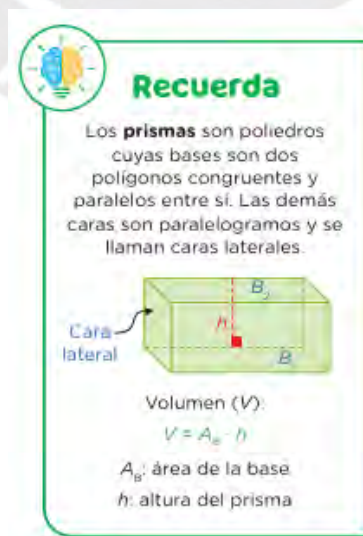 Recuerda
Los prismas son poliedros
cuyas bases son dos
polígonos congruentes y
paralelos entre sí. Las demás
caras son paralelogramos y se
llaman caras laterales.
B₂
h
Cara
lateral
B
Volumen (V):
V = A_B · h
A_B: área de la base
h: altura del prisma